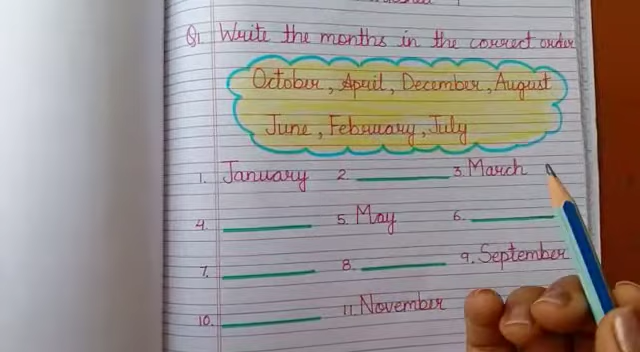 Q1. Write the months in the correct order
October, April, December, August
June, February, July
1. January 2. 3. March
4. 5. May 6.
7. 8. 9. September
10. 11. November